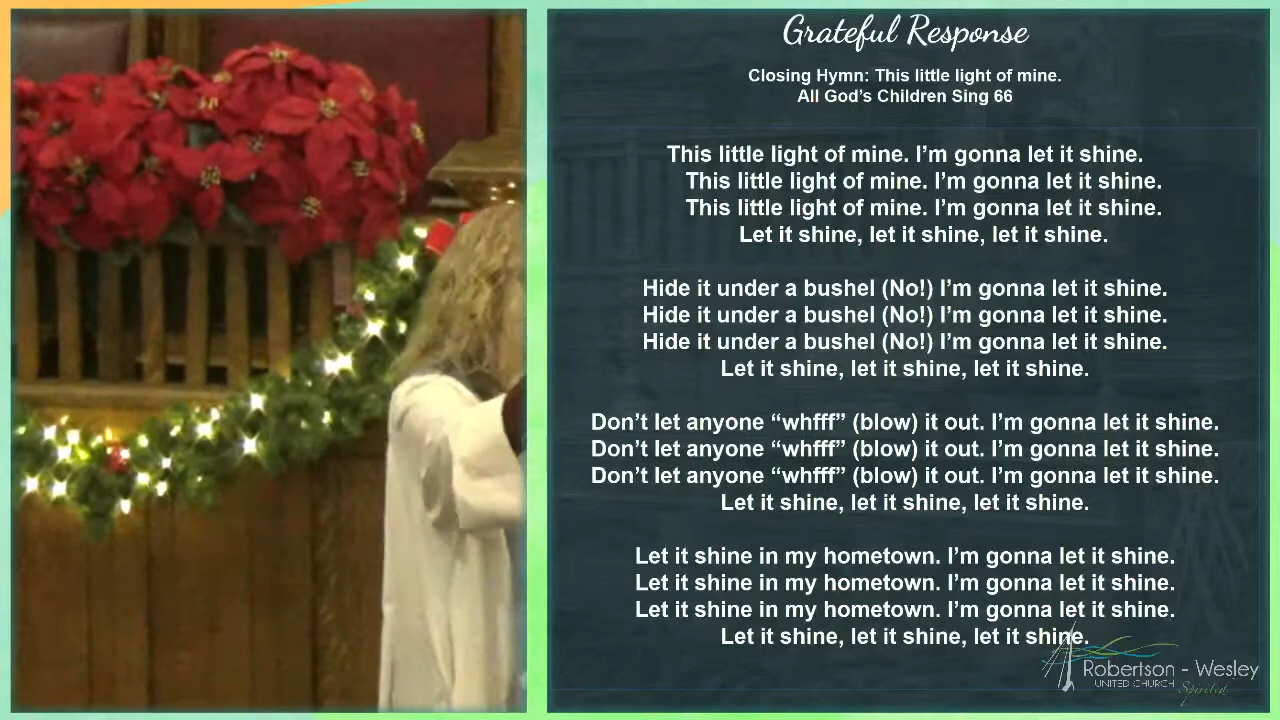 Grateful Response
Closing Hymn: This little light of mine.
All God's Children Sing 66
This little light of mine. I'm gonna let it shine.
This little light of mine. I'm gonna let it shine.
This little light of mine. I'm gonna let it shine.
Let it shine, let it shine, let it shine.
Hide it under a bushel (No!) I'm gonna let it shine.
Hide it under a bushel (No!) I'm gonna let it shine.
Hide it under a bushel (No!) I'm gonna let it shine.
Let it shine, let it shine, let it shine.
Don't let anyone “whfff” (blow) it out. I'm gonna let it shine.
Don't let anyone “whfff” (blow) it out. I'm gonna let it shine.
Don't let anyone “whfff” (blow) it out. I'm gonna let it shine.
Let it shine, let it shine, let it shine.
Let it shine in my hometown. I'm gonna let it shine.
Let it shine in my hometown. I'm gonna let it shine.
Let it shine in my hometown. I'm gonna let it shine.
Let it shine, let it shine, let it shine.
Robertson - Wesley
UNITED CHURCH Spirited